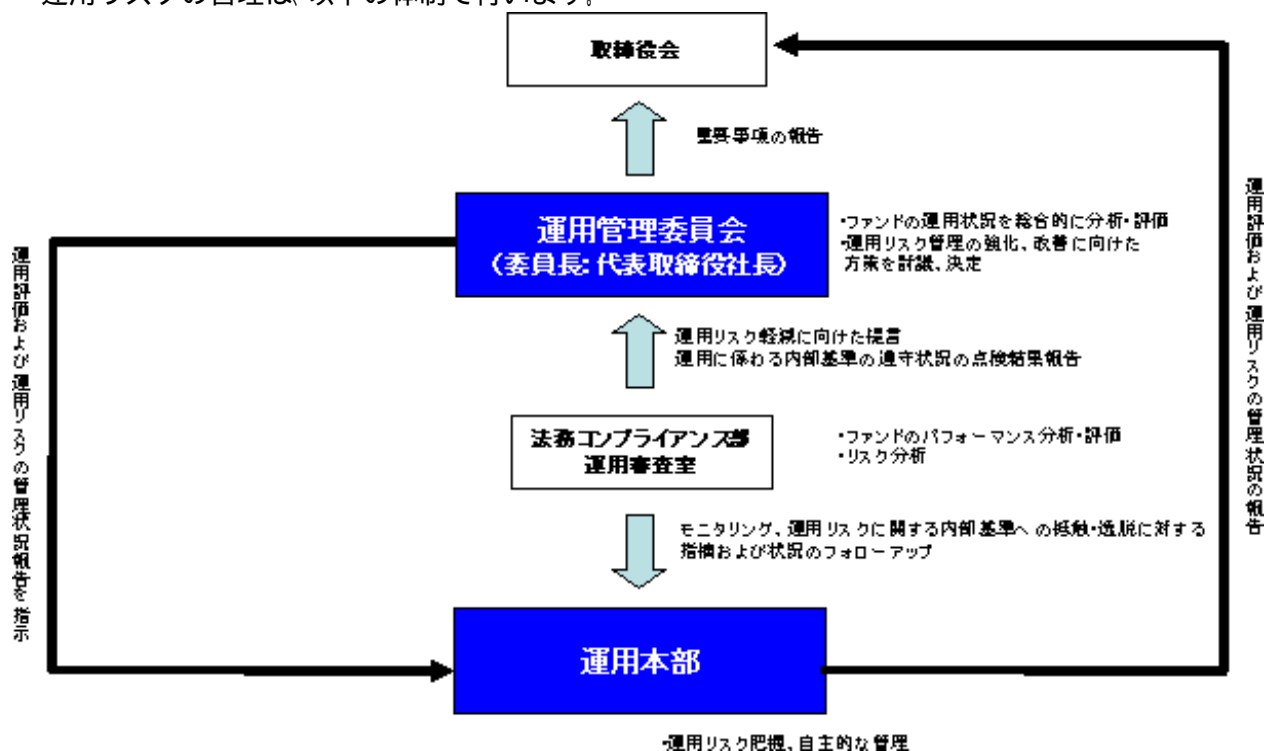 運用リスクの管理は、以下の体制で行います。
取締役会
重要事項の報告
運用管理委員会
(委員長:代表取締役社長)
・ファンドの運用状況を総合的に分析・評価
・運用リスク管理の強化、改善に向けた
方策を討議、決定
運用リスク軽減に向けた提言
運用に係わる内部基準の遵守状況の点検結果報告
法務コンプライアンス部
運用審査室
・ファンドのパフォーマンス分析・評価
・リスク分析
モニタリング、運用リスクに関する内部基準への抵触・逸脱に対する
指摘および状況のフォローアップ
運用本部
・運用リスク把握、自主的な管理
運用評価および運用リスクの管理状況報告を指示
運用評価および運用リスクの管理状況の報告